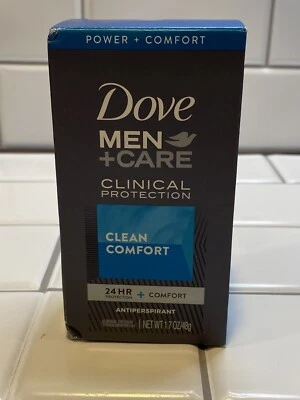 POWER + COMFORT
Dove
MEN
+CARE
CLINICAL
PROTECTION
CLEAN
COMFORT
24 HR
PROTECTION + COMFORT
ANTIPERSPIRANT
NET WT 1.7 OZ/48g